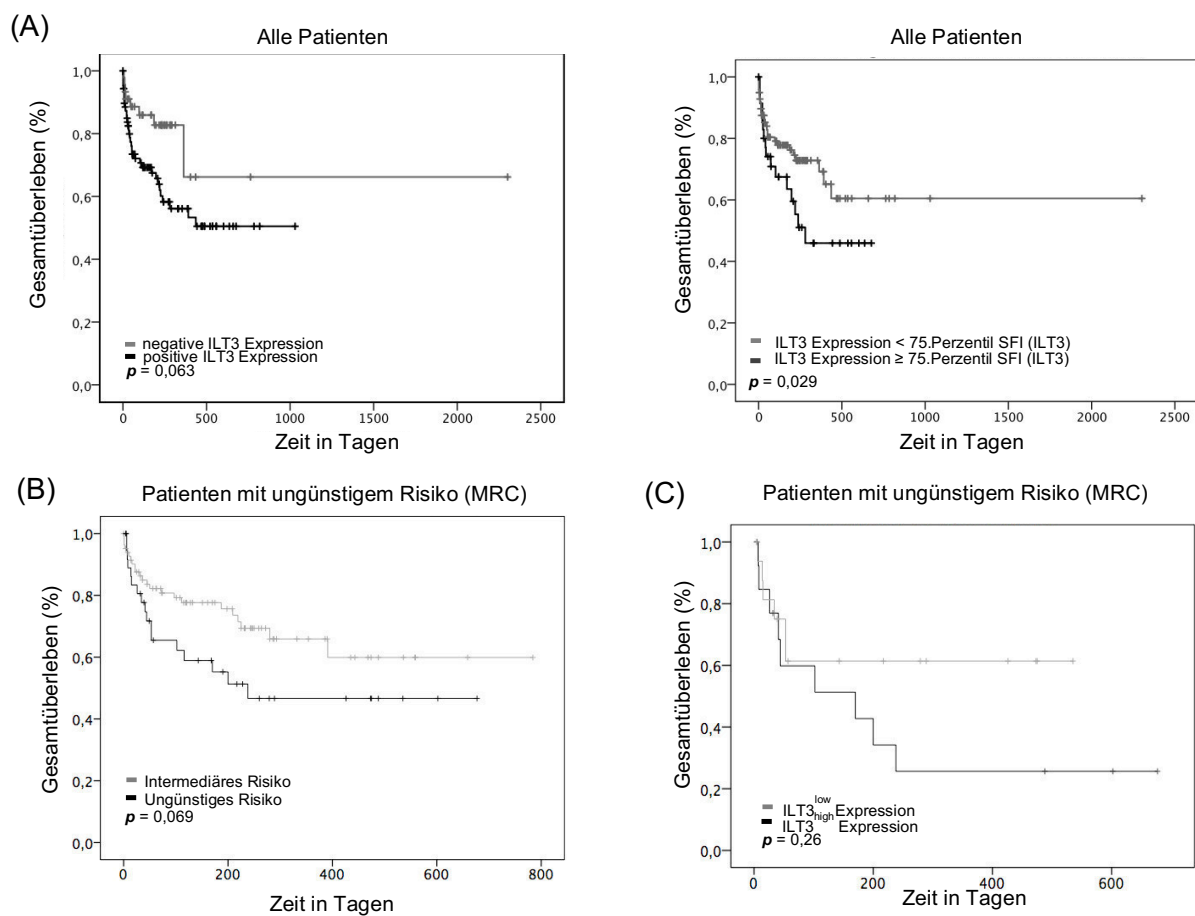 (A)
Alle Patienten
Gesamtüberleben (%)
1,0
0,8
0,6
0,4
0,2
0,0
negative ILT3 Expression
positive ILT3 Expression
p = 0,063
0 500 1000 1500 2000 2500
Zeit in Tagen
Alle Patienten
Gesamtüberleben (%)
1,0
0,8
0,6
0,4
0,2
0,0
ILT3 Expression < 75.Perzentil SFI (ILT3)
ILT3 Expression ≥ 75.Perzentil SFI (ILT3)
p = 0,029
0 500 1000 1500 2000 2500
Zeit in Tagen
(B)
Patienten mit ungünstigem Risiko (MRC)
Gesamtüberleben (%)
1,0
0,8
0,6
0,4
0,2
0,0
Intermediäres Risiko
Ungünstiges Risiko
p = 0,069
0 200 400 600 800
Zeit in Tagen
(C)
Patienten mit ungünstigem Risiko (MRC)
Gesamtüberleben (%)
1,0
0,8
0,6
0,4
0,2
0,0
ILT3low Expression
ILT3high Expression
p = 0,26
0 200 400 600
Zeit in Tagen